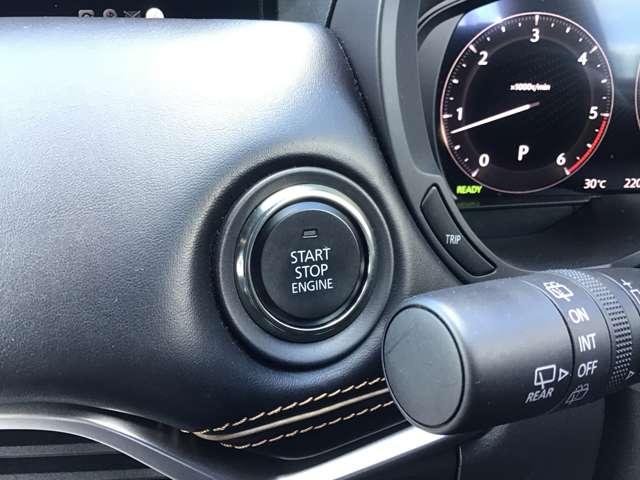 3
2
4
x1000r/min
1
5
0
P
6
READY
30℃
220
TRIP
START
STOP
ENGINE
ON
INT
OFF
REAR